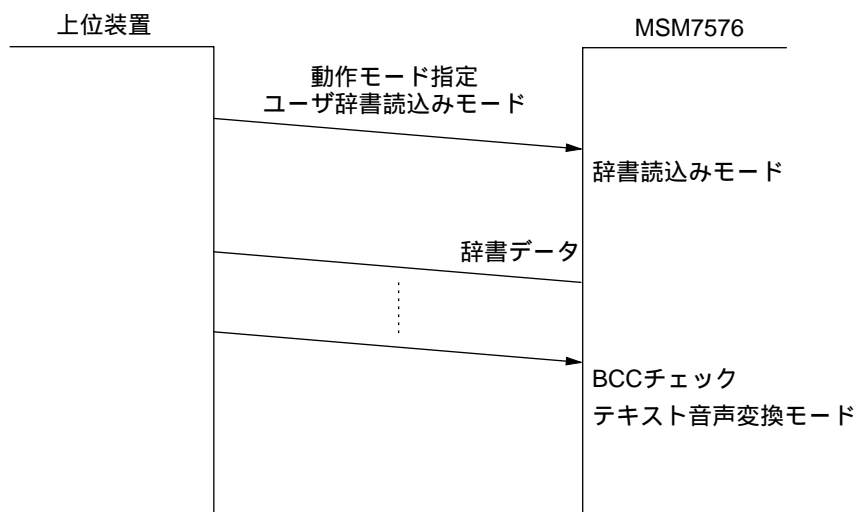 上位装置
MSM7576
動作モード指定
ユーザ辞書読込みモード
辞書読込みモード
辞書データ
BCCチェック
テキスト音声変換モード